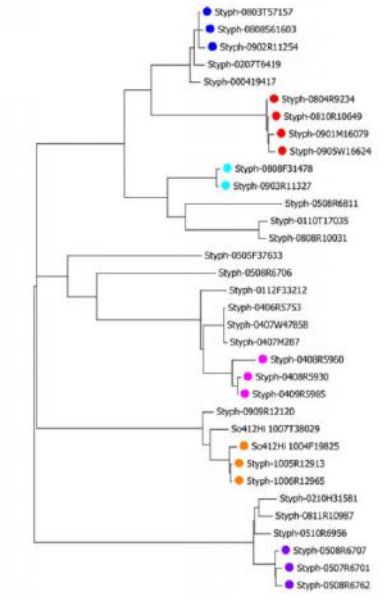 Styph-0803T57157
Styph-0808S61603
Styph-0902R11254
Styph-0207T6419
Styph-000419417
Styph-0804R9234
Styph-0810R10649
Styph-0901M16079
Styph-0905W16624
Styph-0808F31478
Styph-0903R11327
Styph-0508R6811
Styph-0110T17035
Styph-0808R10031
Styph-0505F37633
Styph-0508R6706
Styph-0112F33212
Styph-0406R5753
Styph-0407W47858
Styph-0407M287
Styph-0408R5960
Styph-0408R5930
Styph-0409R5985
Styph-0909R12120
So412Hi 1007T38029
So412Hi 1004F19825
Styph-1005R12913
Styph-1006R12965
Styph-0210H31581
Styph-0811R10987
Styph-0510R6956
Styph-0508R6707
Styph-0507R6701
Styph-0508R6762